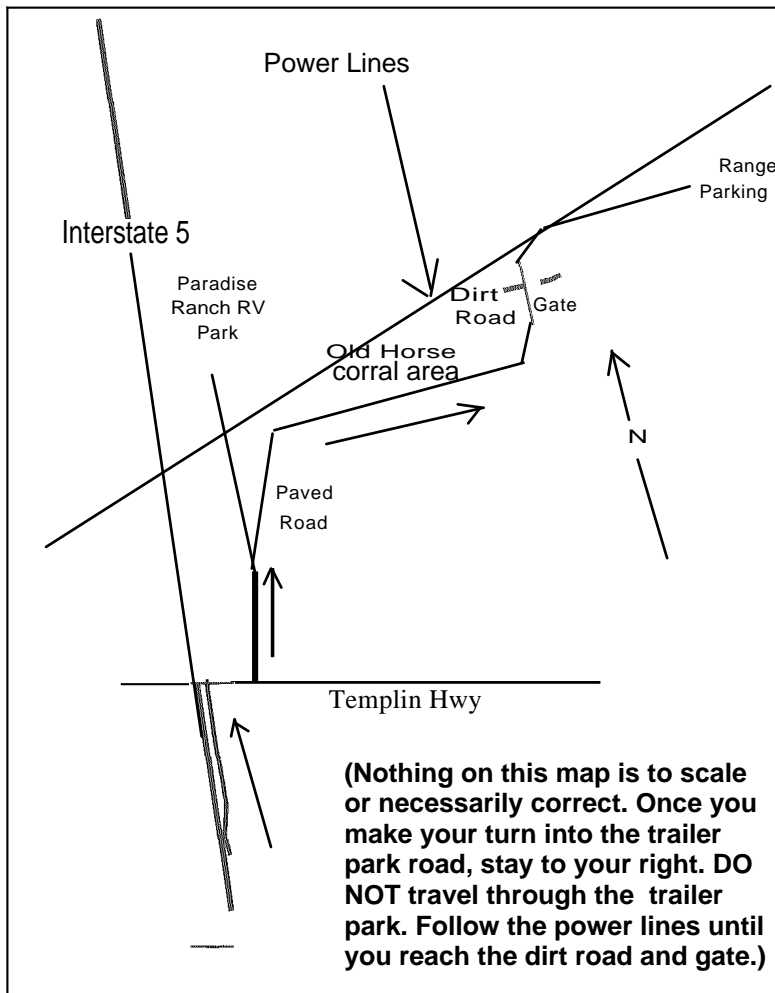 Power Lines
Range
Parking
Interstate 5
Paradise
Ranch RV
Park
Dirt
Road
Gate
Old Horse
corral area
N
Paved
Road
Templin Hwy
(Nothing on this map is to scale
or necessarily correct. Once you
make your turn into the trailer
park road, stay to your right. DO
NOT travel through the trailer
park. Follow the power lines until
you reach the dirt road and gate.)